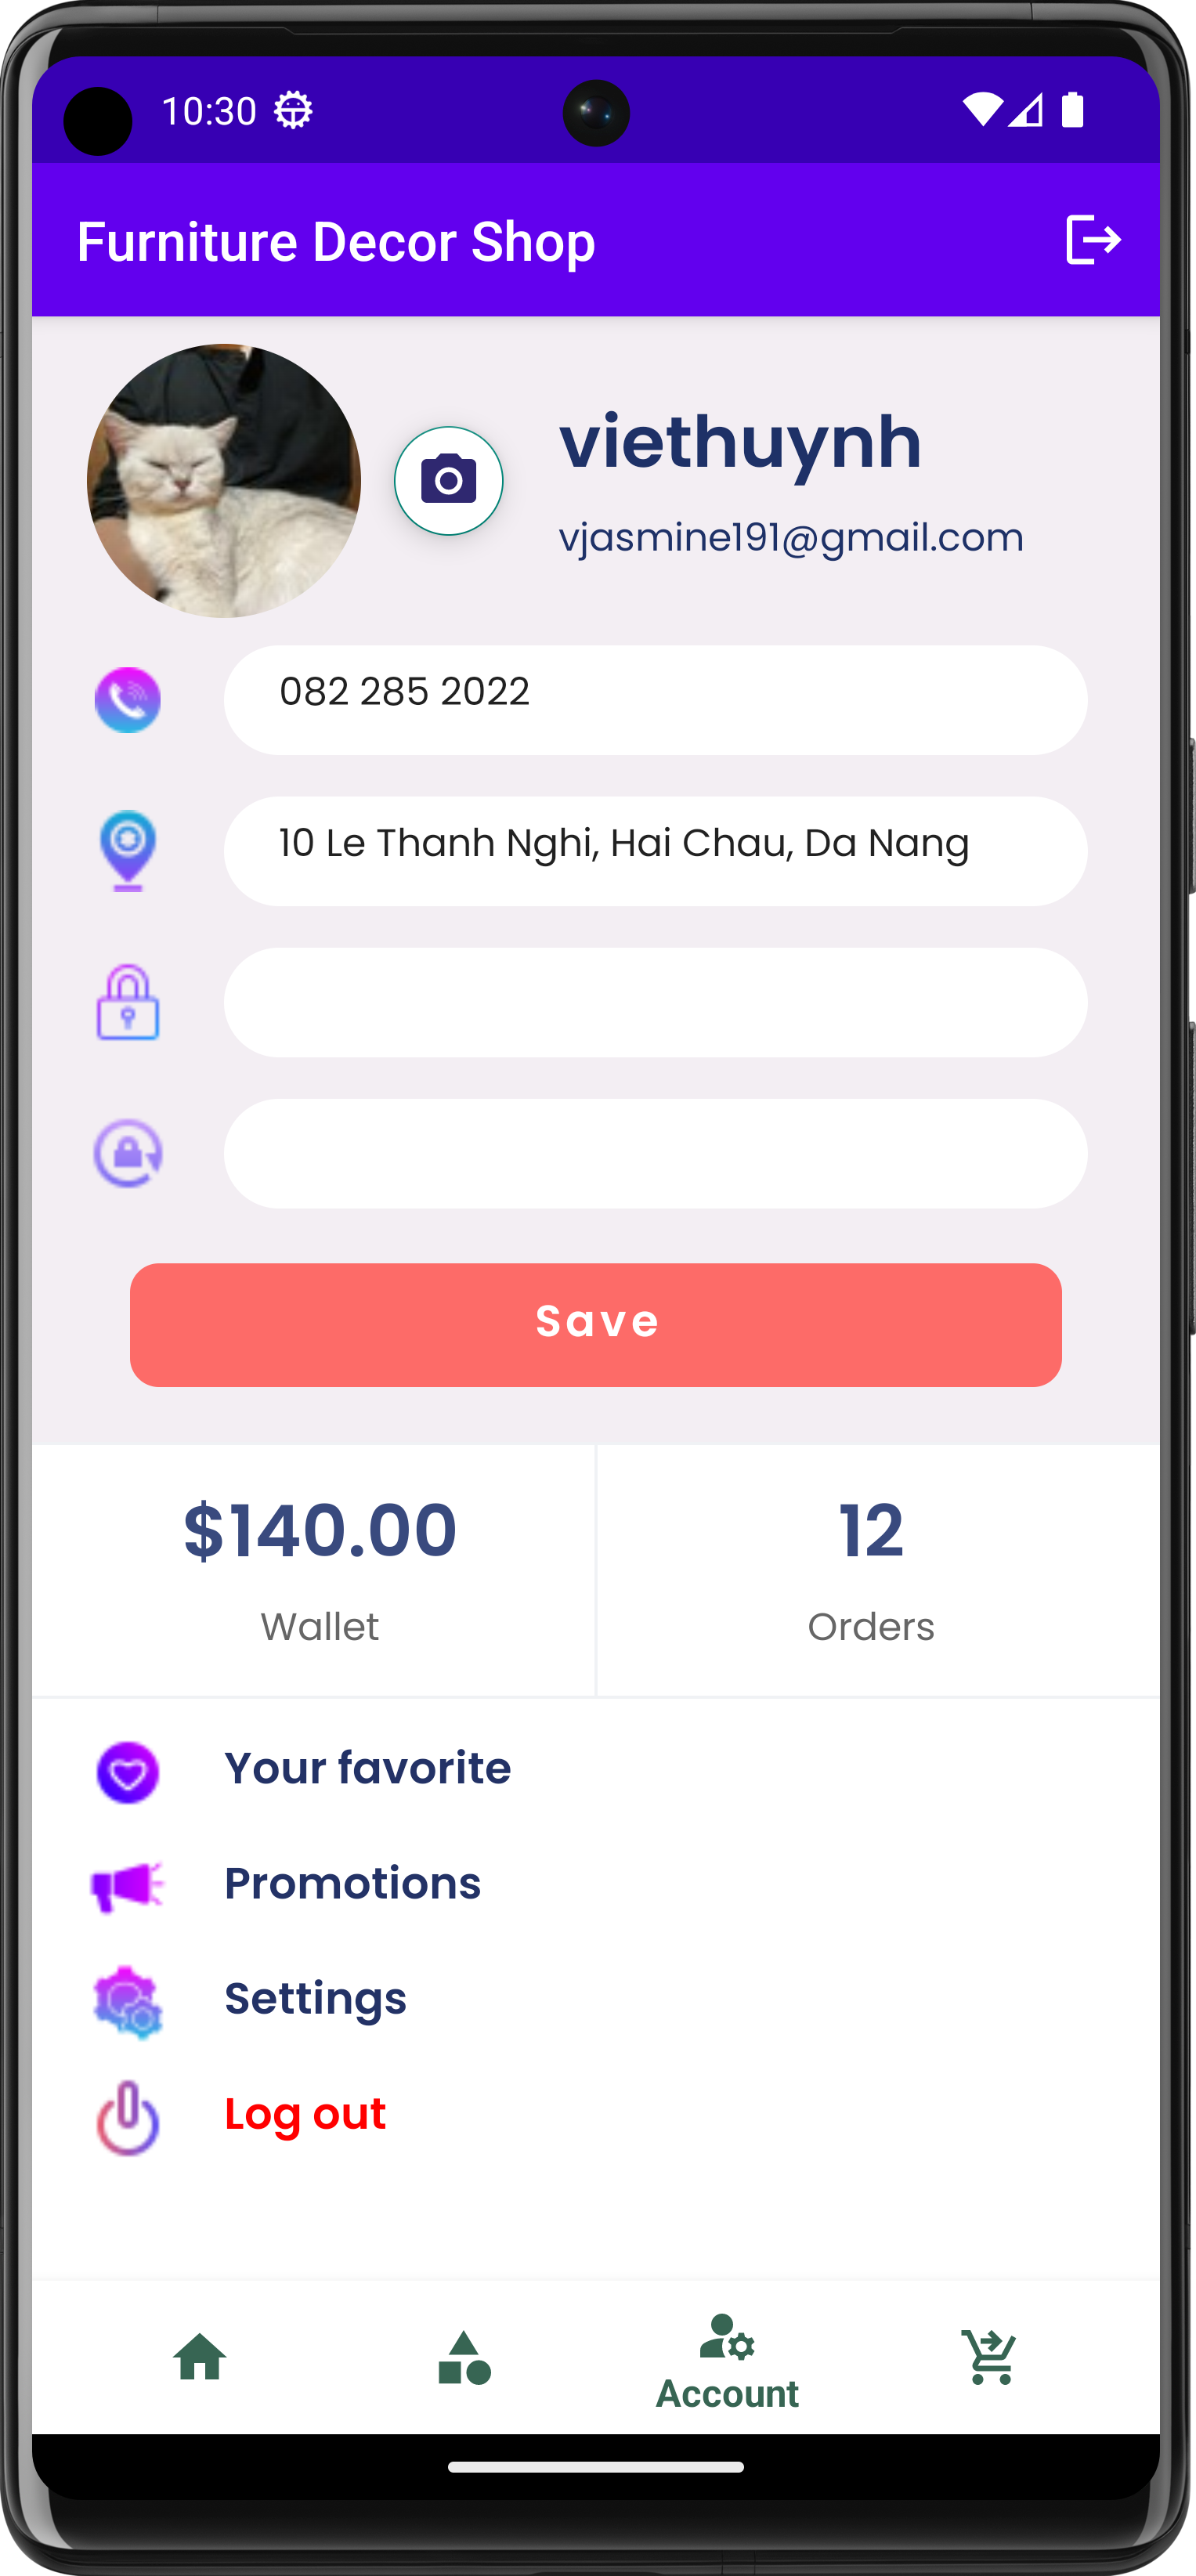 10:30
Furniture Decor Shop
viethuynh
vjasmine191@gmail.com
082 285 2022
10 Le Thanh Nghi, Hai Chau, Da Nang
Save
$140.00
12
Wallet
Orders
Your favorite
Promotions
Settings
Log out
Account